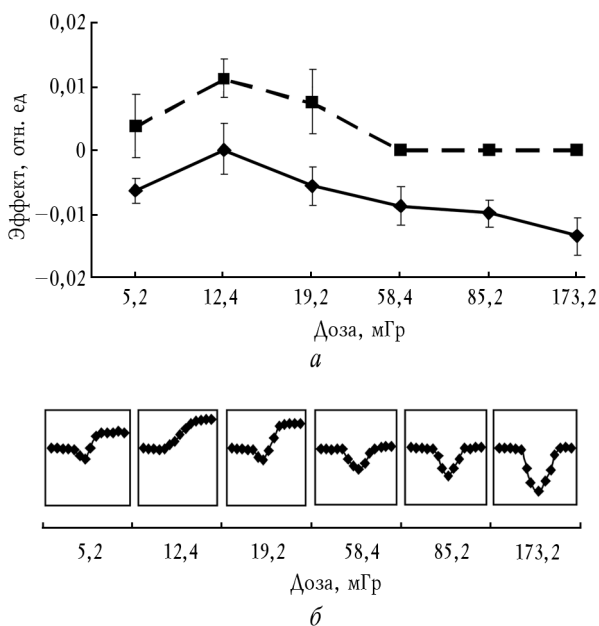 0,02
0,01
0
−0,01
−0,02
Эффект, отн. ед
5,2 12,4 19,2 58,4 85,2 173,2
Доза, мГр
а
5,2 12,4 19,2 58,4 85,2 173,2
Доза, мГр
б